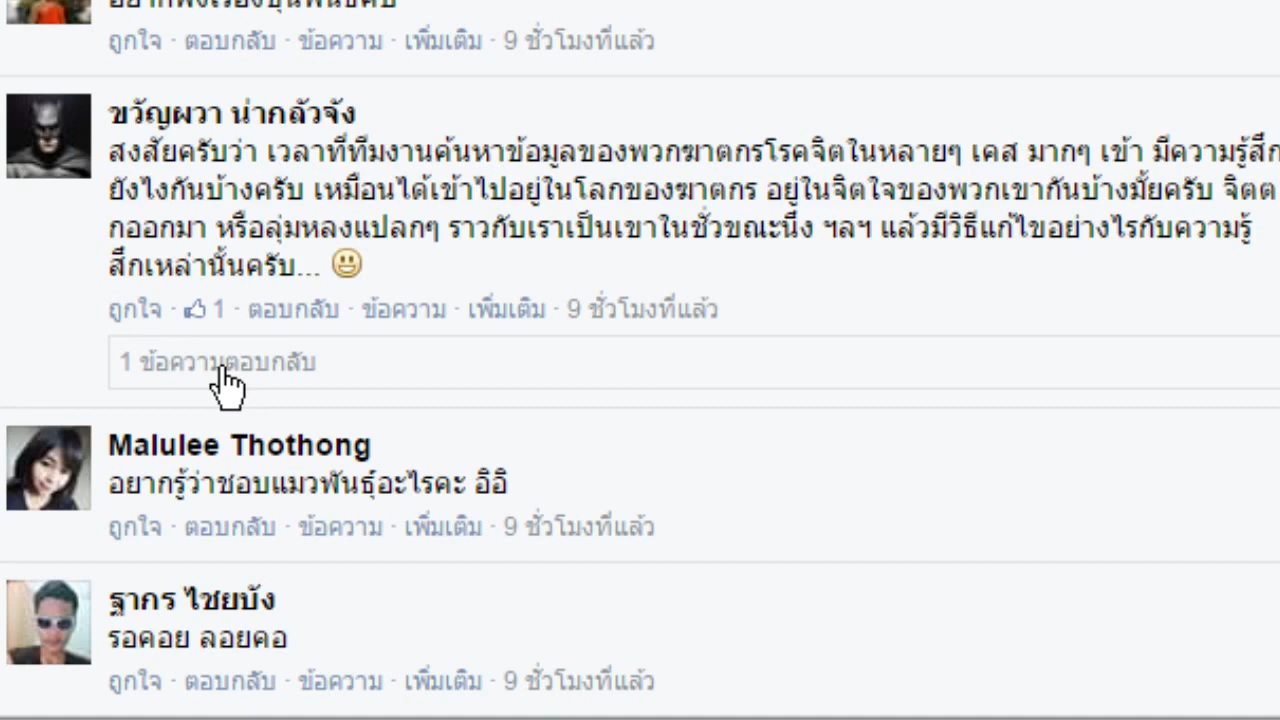 อยากฟังเรื่องขุนพันธ์ครับ
ถูกใจ · ตอบกลับ · ข้อความ · เพิ่มเติม · 9 ชั่วโมงที่แล้ว
ขวัญผวา น่ากลัวจัง
สงสัยครับว่า เวลาที่ทีมงานค้นหาข้อมูลของพวกฆาตกรโรคจิตในหลายๆ เคส มากๆ เข้า มีความรู้สึก
ยังไงกันบ้างครับ เหมือนได้เข้าไปอยู่ในโลกของฆาตกร อยู่ในจิตใจของพวกเขากันบ้างมั้ยครับ จิตต
กออกมา หรือลุ่มหลงแปลกๆ ราวกับเราเป็นเขาในชั่วขณะนึง ฯลฯ แล้วมีวิธีแก้ไขอย่างไรกับความรู้
สึกเหล่านั้นครับ... 😃
ถูกใจ · 1 · ตอบกลับ · ข้อความ · เพิ่มเติม · 9 ชั่วโมงที่แล้ว
1 ข้อความตอบกลับ
Malulee Thothong
อยากรู้ว่าชอบแมวพันธุ์อะไรคะ อิอิ
ถูกใจ · ตอบกลับ · ข้อความ · เพิ่มเติม · 9 ชั่วโมงที่แล้ว
ฐากร ไชยบัง
รอคอย ลอยคอ
ถูกใจ · ตอบกลับ · ข้อความ · เพิ่มเติม · 9 ชั่วโมงที่แล้ว